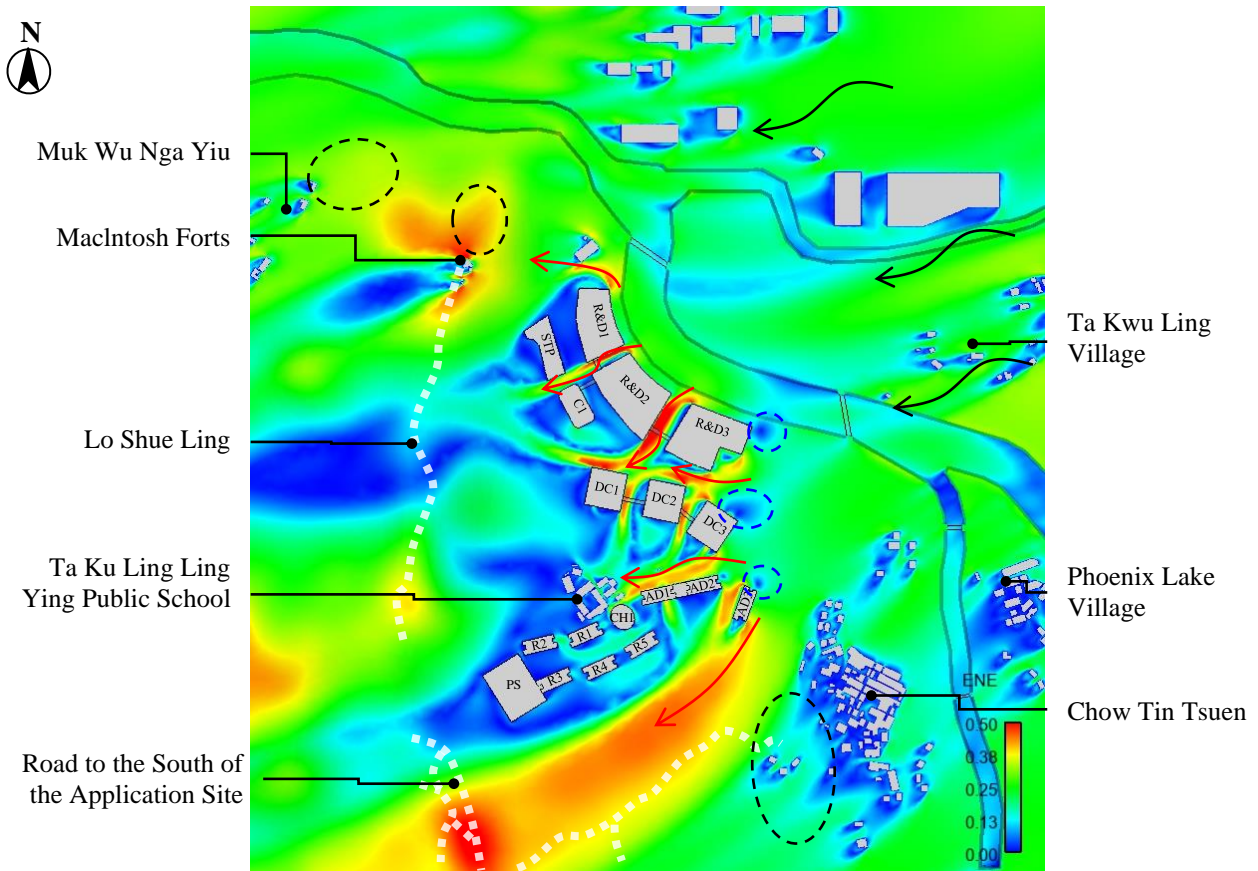 N
Muk Wu Nga Yiu
MacIntosh Forts
Lo Shue Ling
Ta Ku Ling Ling
Ying Public School
Road to the South of
the Application Site
Ta Kwu Ling
Village
Phoenix Lake
Village
Chow Tin Tsuen
R&D1
STP
R&D2
C1
R&D3
DC1
DC2
DC3
AD1
AD2
AD3
CH1
R1
R2
R5
R4
R3
PS
ENE
0.50
0.38
0.25
0.13
0.00